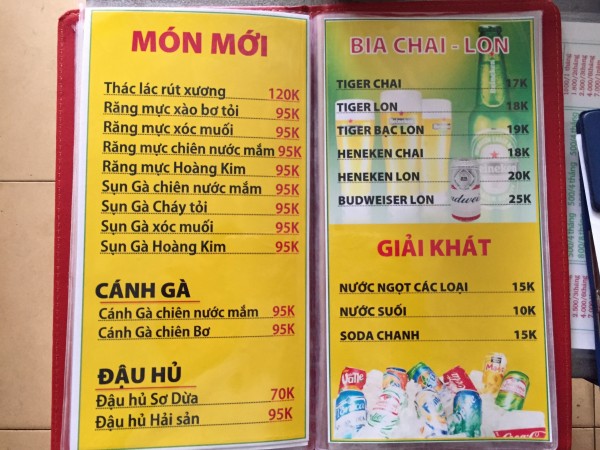 MÓN MỚI
Thác lác rút xương 120K
Răng mực xào bơ tỏi 95K
Răng mực xóc muối 95K
Răng mực chiên nước mắm 95K
Răng mực Hoàng Kim 95K
Sụn Gà chiên nước mắm 95K
Sụn Gà Cháy tỏi 95K
Sụn Gà xóc muối 95K
Sụn Gà Hoàng Kim 95K
CÁNH GÀ
Cánh Gà chiên nước mắm 95K
Cánh Gà chiên Bơ 95K
ĐẬU HỦ
Đậu hủ Sơ Dừa 70K
Đậu hủ Hải sản 95K
BIA CHAI - LON
TIGER CHAI 17K
TIGER LON 18K
TIGER BẠC LON 19K
HENEKEN CHAI 18K
HENEKEN LON 20K
BUDWEISER LON 25K
GIẢI KHÁT
NƯỚC NGỌT CÁC LOẠI 15K
NƯỚC SUỐI 10K
SODA CHANH 15K